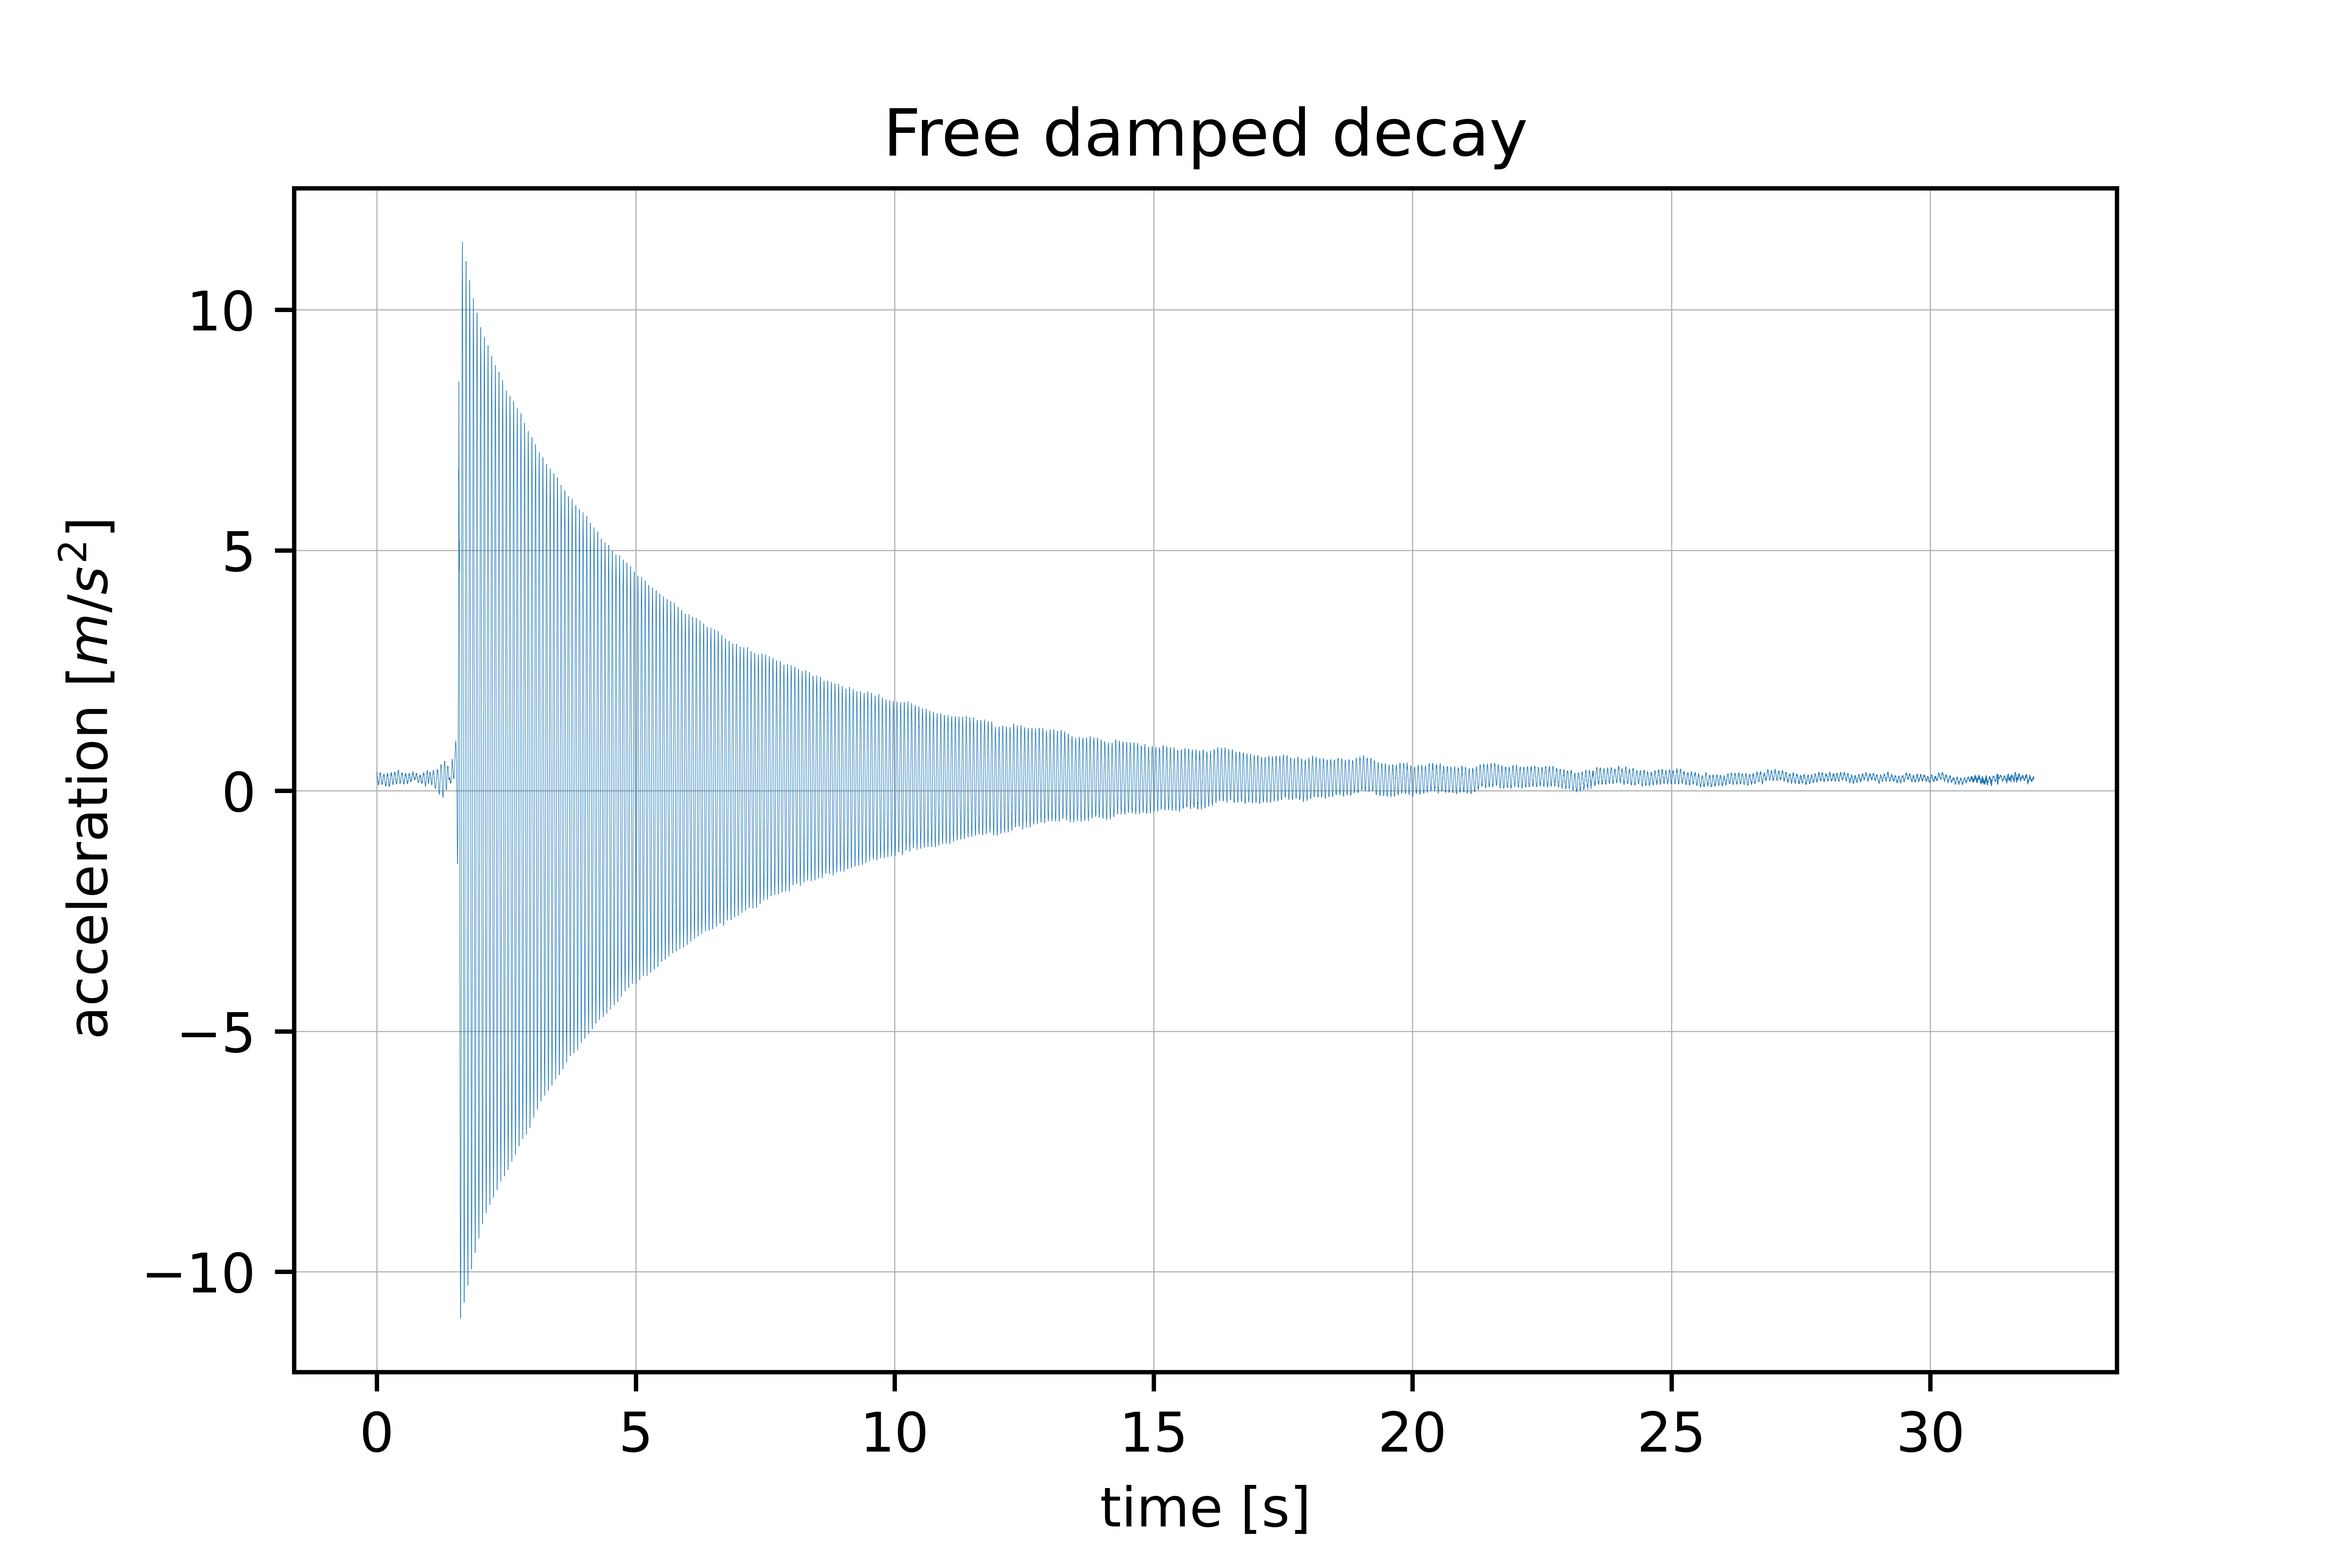 Free damped decay
acceleration [m/s²]
10
5
0
−5
−10
0 5 10 15 20 25 30
time [s]